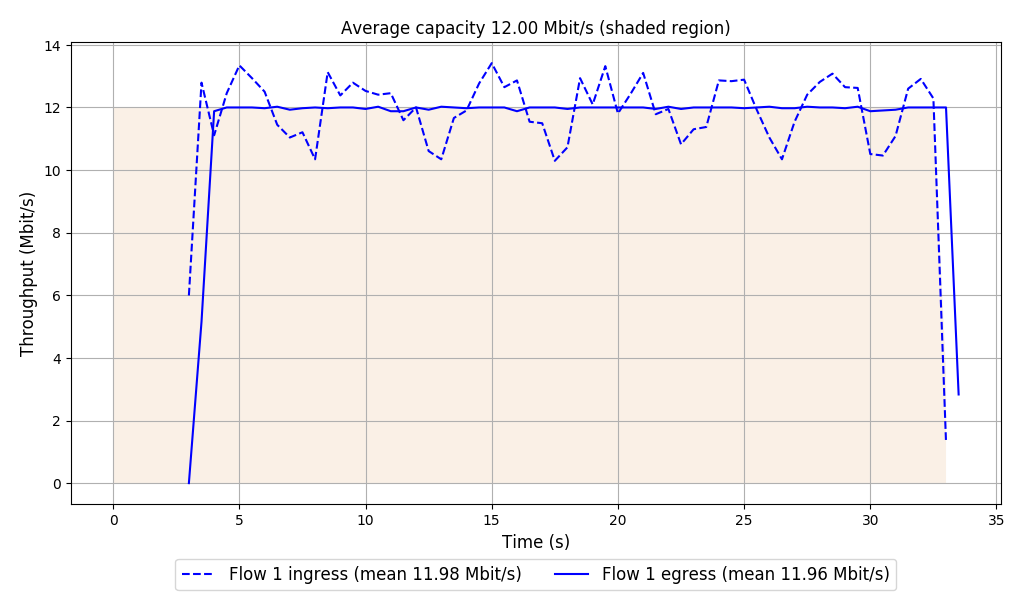 Average capacity 12.00 Mbit/s (shaded region)
14
12
10
8
6
4
2
0
Throughput (Mbit/s)
0 5 10 15 20 25 30 35
Time (s)
Flow 1 ingress (mean 11.98 Mbit/s) Flow 1 egress (mean 11.96 Mbit/s)